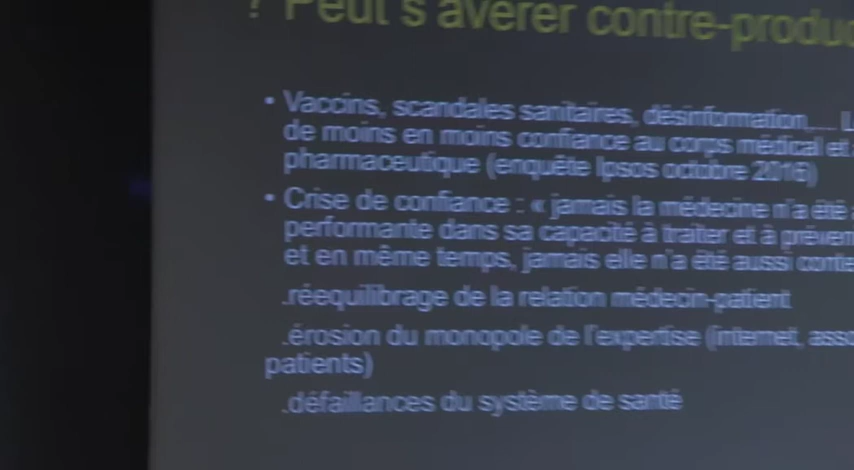 ? Peut s'avérer contre-produc
• Vaccins, scandales sanitaires, désinformation,... L
de moins en moins confiance au corps médical et
pharmaceutique (enquête Ipsos octobre 2016)
• Crise de confiance : « jamais la médecine n'a été
performante dans sa capacité à traiter et à préven
et en même temps, jamais elle n'a été aussi conte
.réequilibrage de la relation médecin-patient
.érosion du monopole de l'expertise (internet, asso
patients)
.défaillances du système de santé